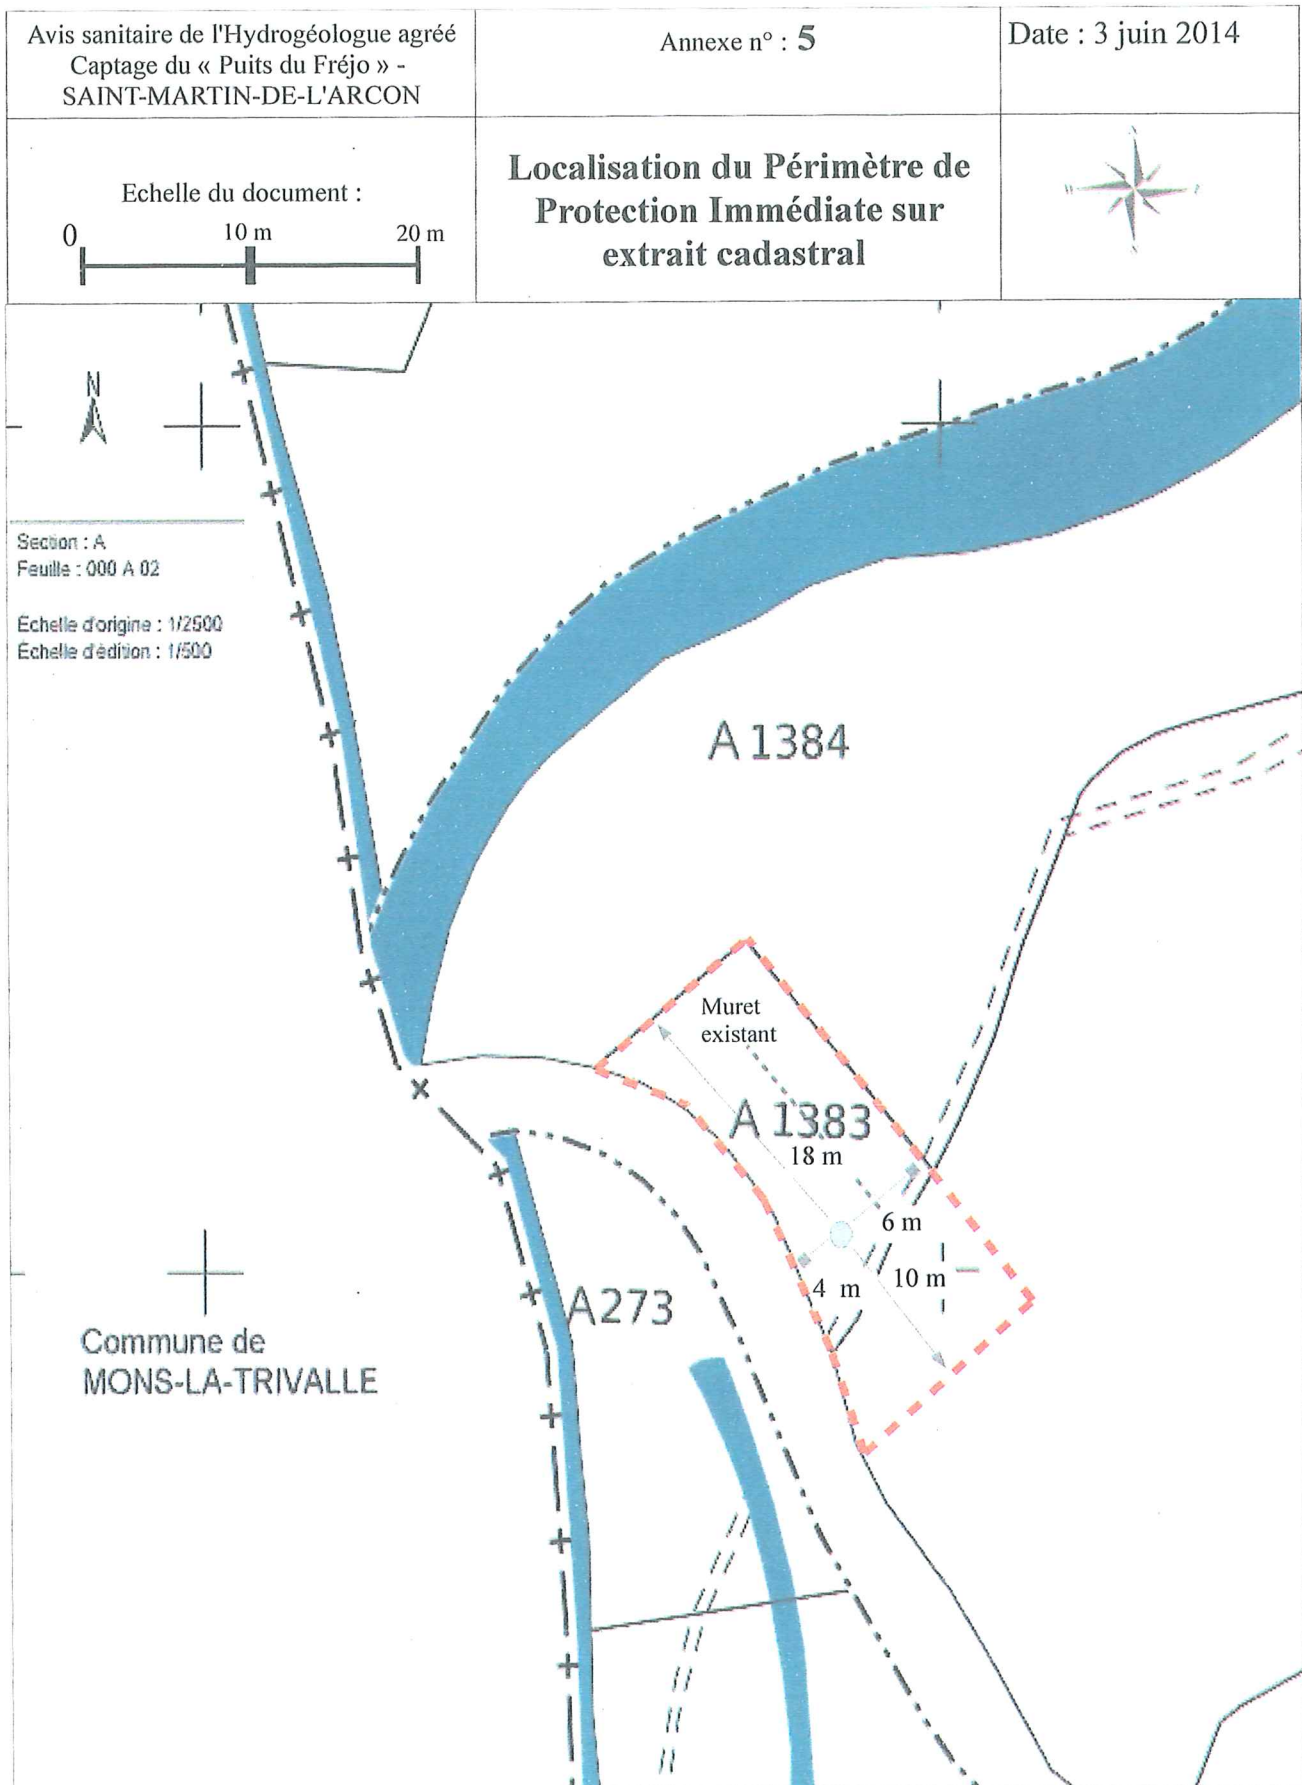 Avis sanitaire de l'Hydrogéologue agréé
Captage du « Puits du Fréjo » -
SAINT-MARTIN-DE-L'ARCON
Annexe n° : 5
Date : 3 juin 2014
Echelle du document :
0 10 m 20 m
Localisation du Périmètre de
Protection Immédiate sur
extrait cadastral
N
Section : A
Feuille : 000 A 02
Échelle d'origine : 1/2500
Échelle d'édition : 1/500
A 1384
Muret
existant
A 1383
18 m
6 m
10 m
4 m
A273
Commune de
MONS-LA-TRIVALLE